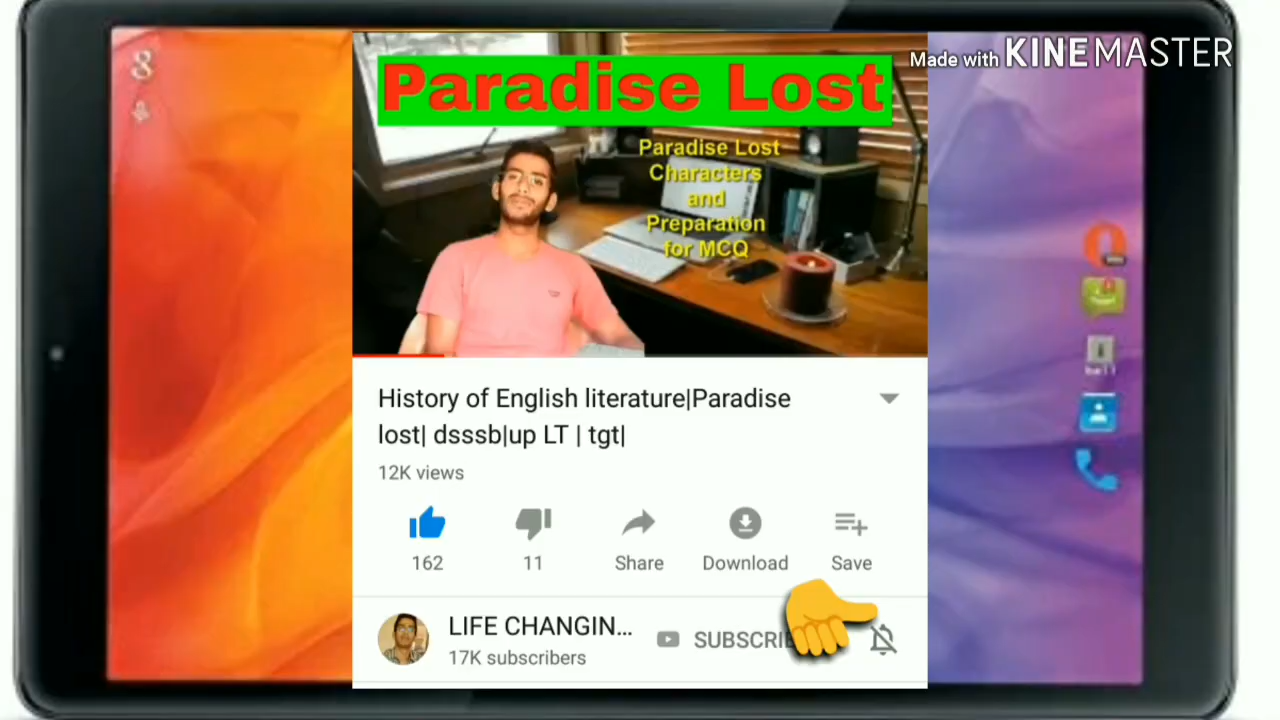 Made with KINEMASTER
8
Paradise Lost
Paradise Lost
Characters
and
Preparation
for MCQ
History of English literature|Paradise
lost| dsssb|up LT | tgt|
12K views
162
11
Share
Download
Save
LIFE CHANGIN...
17K subscribers
SUBSCRIB